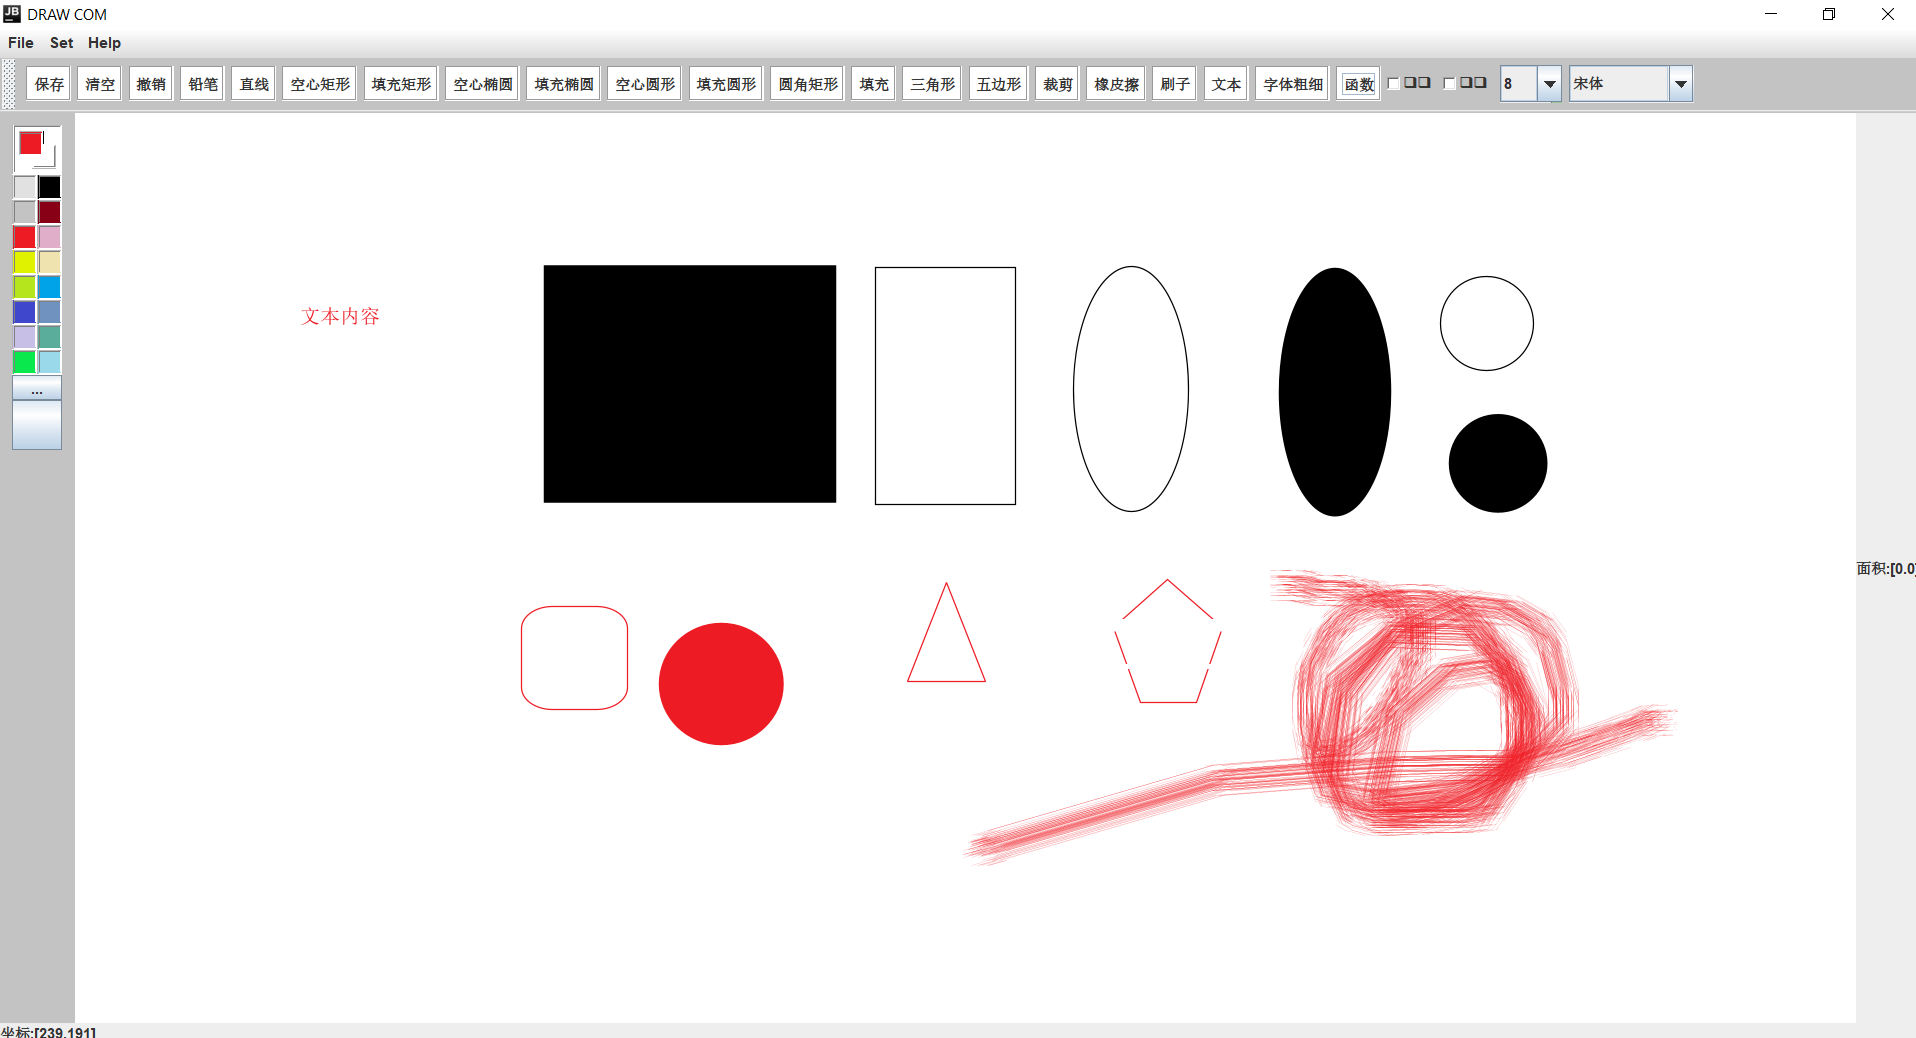 JB DRAW COM
File Set Help
保存 清空 撤销 铅笔 直线 空心矩形 填充矩形 空心椭圆 填充椭圆 空心圆形 填充圆形 圆角矩形 填充 三角形 五边形 裁剪 橡皮擦 刷子 文本 字体粗细 函数 8 宋体
文本内容
...
面积:[0.0
坐标:[239,191]